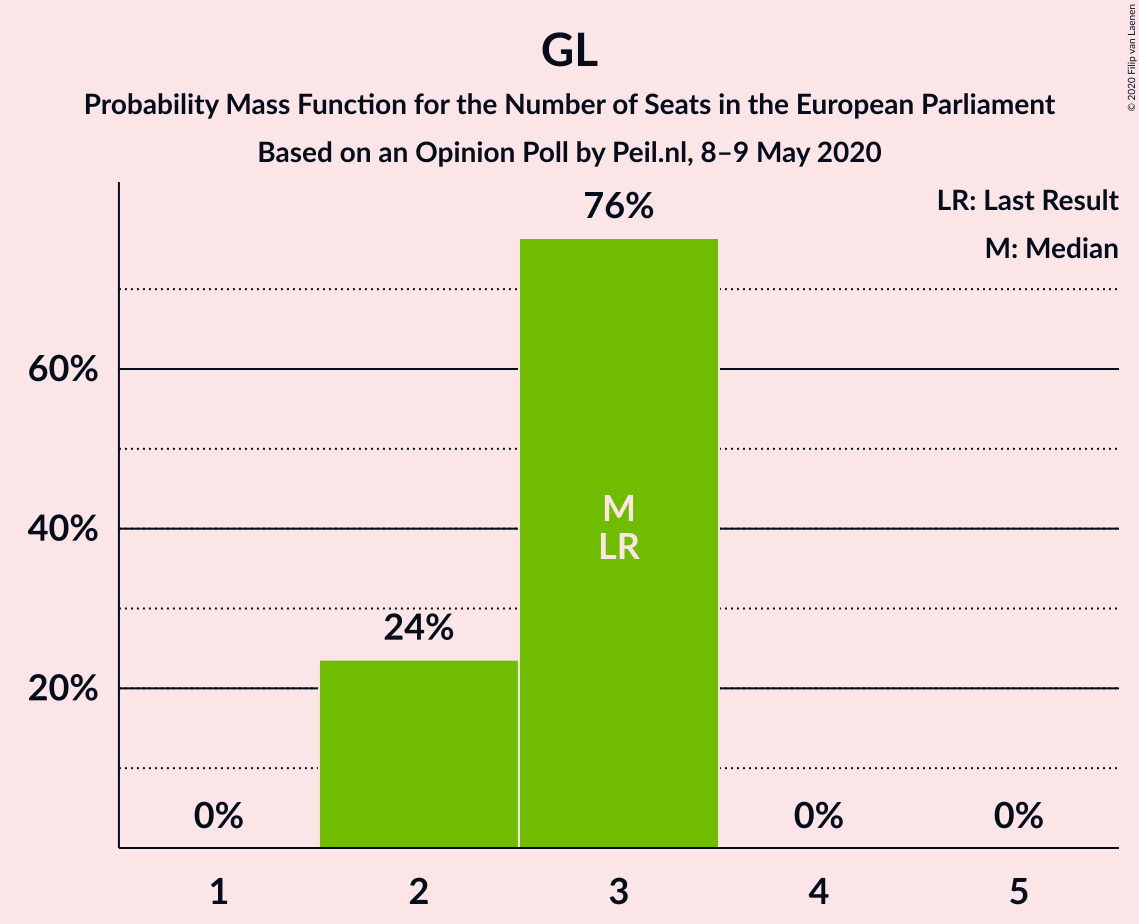 GL
Probability Mass Function for the Number of Seats in the European Parliament
Based on an Opinion Poll by Peil.nl, 8–9 May 2020
© 2020 Filip van Laenen
LR: Last Result
M: Median
76%
60%
M
40%
LR
24%
20%
0%
0%
0%
1
2
3
4
5